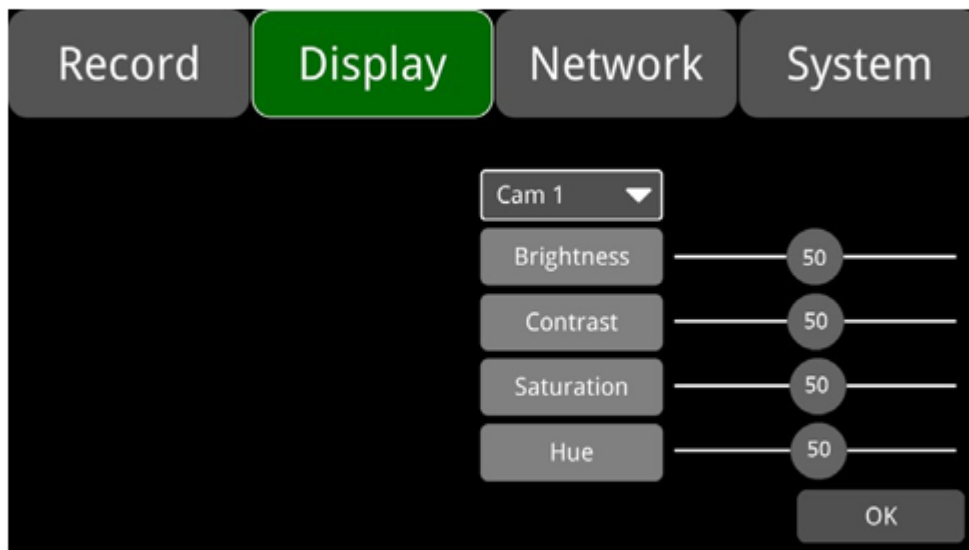 Record Display Network System
Cam 1
Brightness 50
Contrast 50
Saturation 50
Hue 50
OK